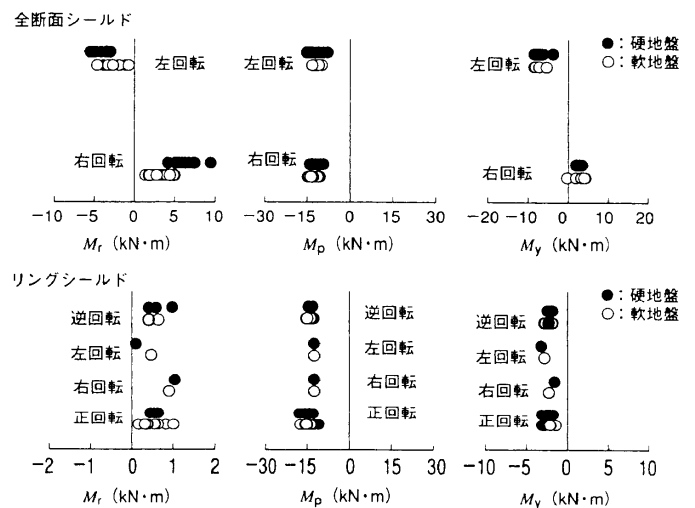 全断面シールド
左回転 左回転 左回転 ●：硬地盤
○：軟地盤
右回転 右回転 右回転
−10 −5 0 5 10 −30 −15 0 15 30 −20 −10 0 10 20
Mr (kN·m) Mp (kN·m) My (kN·m)
リングシールド
●：硬地盤
○：軟地盤
逆回転 逆回転 逆回転
左回転 左回転 左回転
右回転 右回転 右回転
正回転 正回転 正回転
−2 −1 0 1 2 −30 −15 0 15 30 −10 −5 0 5 10
Mr (kN·m) Mp (kN·m) My (kN·m)